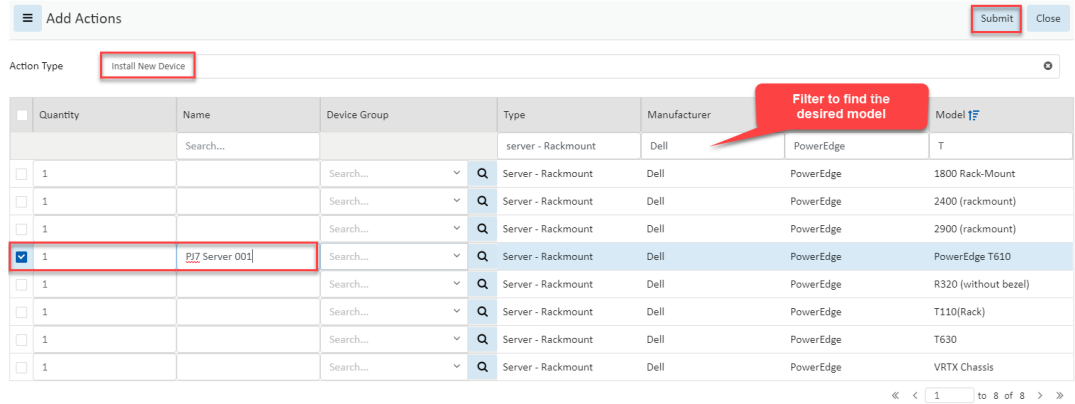 Add Actions Submit Close
Action Type Install New Device
Filter to find the
desired model
Quantity Name Device Group Type Manufacturer Model
Search... server - Rackmount Dell PowerEdge T
1 Search... Server - Rackmount Dell PowerEdge 1800 Rack-Mount
1 Search... Server - Rackmount Dell PowerEdge 2400 (rackmount)
1 Search... Server - Rackmount Dell PowerEdge 2900 (rackmount)
1 PJ7 Server 001 Search... Server - Rackmount Dell PowerEdge PowerEdge T610
1 Search... Server - Rackmount Dell PowerEdge R320 (without bezel)
1 Search... Server - Rackmount Dell PowerEdge T110(Rack)
1 Search... Server - Rackmount Dell PowerEdge T630
1 Search... Server - Rackmount Dell PowerEdge VRTX Chassis
1 to 8 of 8